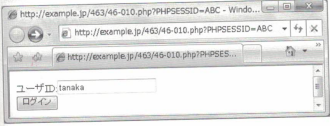 http://example.jp/463/46-010.php?PHPSESSID=ABC - Windo...
http://example.jp/463/46-010.php?PHPSESSID=ABC
http://example.jp/463/46-010.php?PHPSES...
ユーザID:tanaka
ログイン